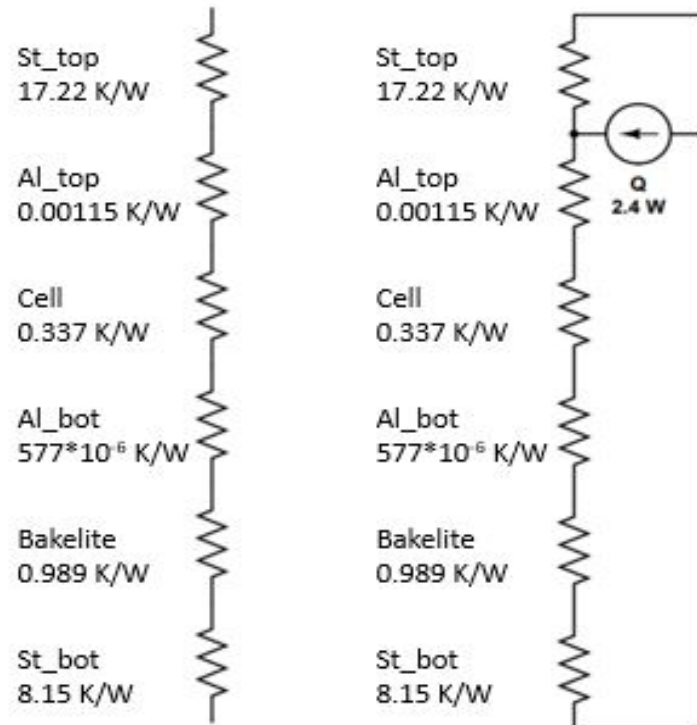 St_top
17.22 K/W
Al_top
0.00115 K/W
Cell
0.337 K/W
Al_bot
577*10⁻⁶ K/W
Bakelite
0.989 K/W
St_bot
8.15 K/W
St_top
17.22 K/W
Q
2.4 W
Al_top
0.00115 K/W
Cell
0.337 K/W
Al_bot
577*10⁻⁶ K/W
Bakelite
0.989 K/W
St_bot
8.15 K/W